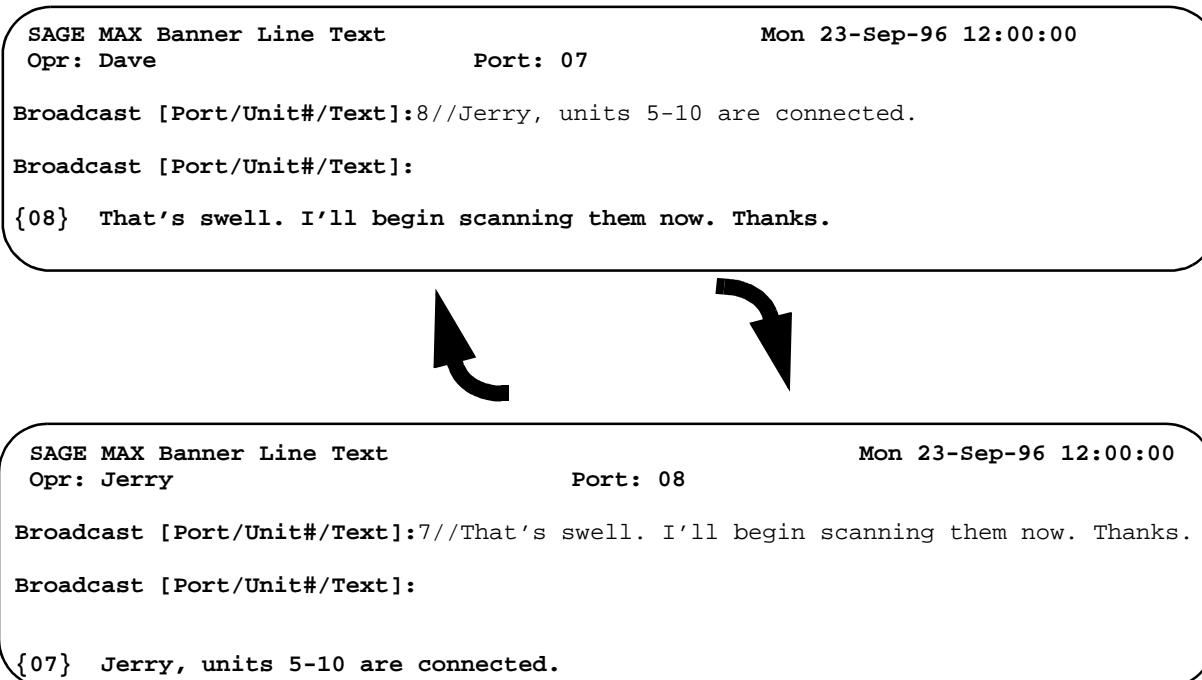 SAGE MAX Banner Line Text Mon 23-Sep-96 12:00:00
Opr: Dave Port: 07
Broadcast [Port/Unit#/Text]:8//Jerry, units 5-10 are connected.
Broadcast [Port/Unit#/Text]:
{08} That’s swell. I’ll begin scanning them now. Thanks.
SAGE MAX Banner Line Text Mon 23-Sep-96 12:00:00
Opr: Jerry Port: 08
Broadcast [Port/Unit#/Text]:7//That’s swell. I’ll begin scanning them now. Thanks.
Broadcast [Port/Unit#/Text]:
{07} Jerry, units 5-10 are connected.